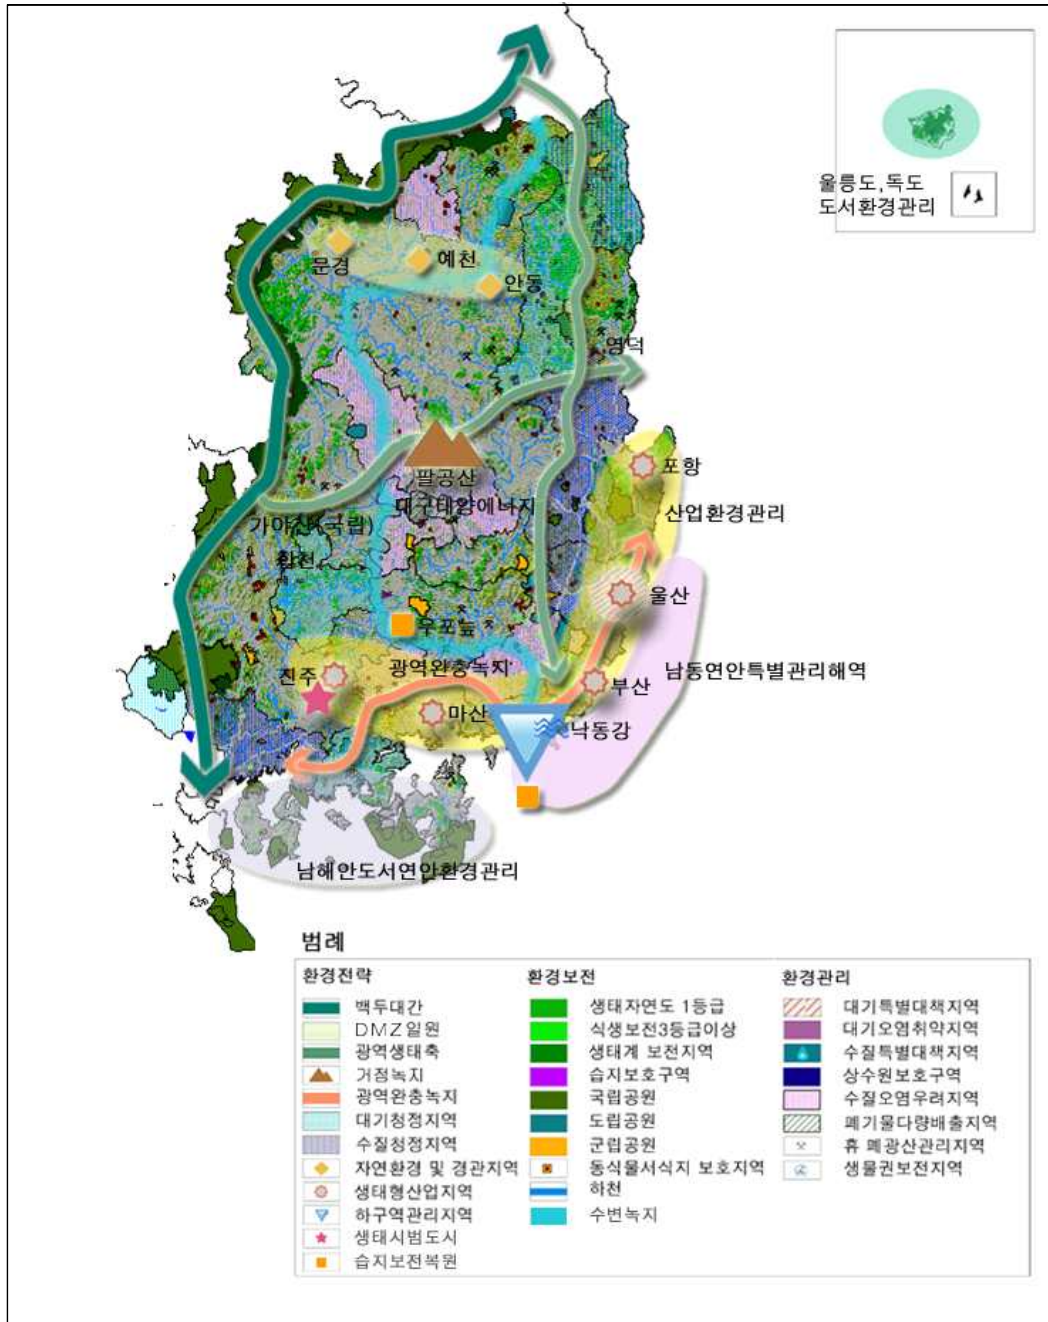 울릉도,독도
도서환경관리
문경
예천
안동
영덕
포항
팔공산
대구태양에너지
산업환경관리
가야산(국립)
합천
울산
우포늪
광역완충녹지
남동연안특별관리해역
진주
부산
마산
낙동강
남해안도서연안환경관리
범례
환경전략
백두대간
DMZ일원
광역생태축
거점녹지
광역완충녹지
대기청정지역
수질청정지역
자연환경 및 경관지역
생태형산업지역
하구역관리지역
생태시범도시
습지보전복원
환경보전
생태자연도 1등급
식생보전3등급이상
생태계 보전지역
습지보호구역
국립공원
도립공원
군립공원
동식물서식지 보호지역
하천
수변녹지
환경관리
대기특별대책지역
대기오염취약지역
수질특별대책지역
상수원보호구역
수질오염우려지역
폐기물다량배출지역
휴 폐광산관리지역
생물권보전지역